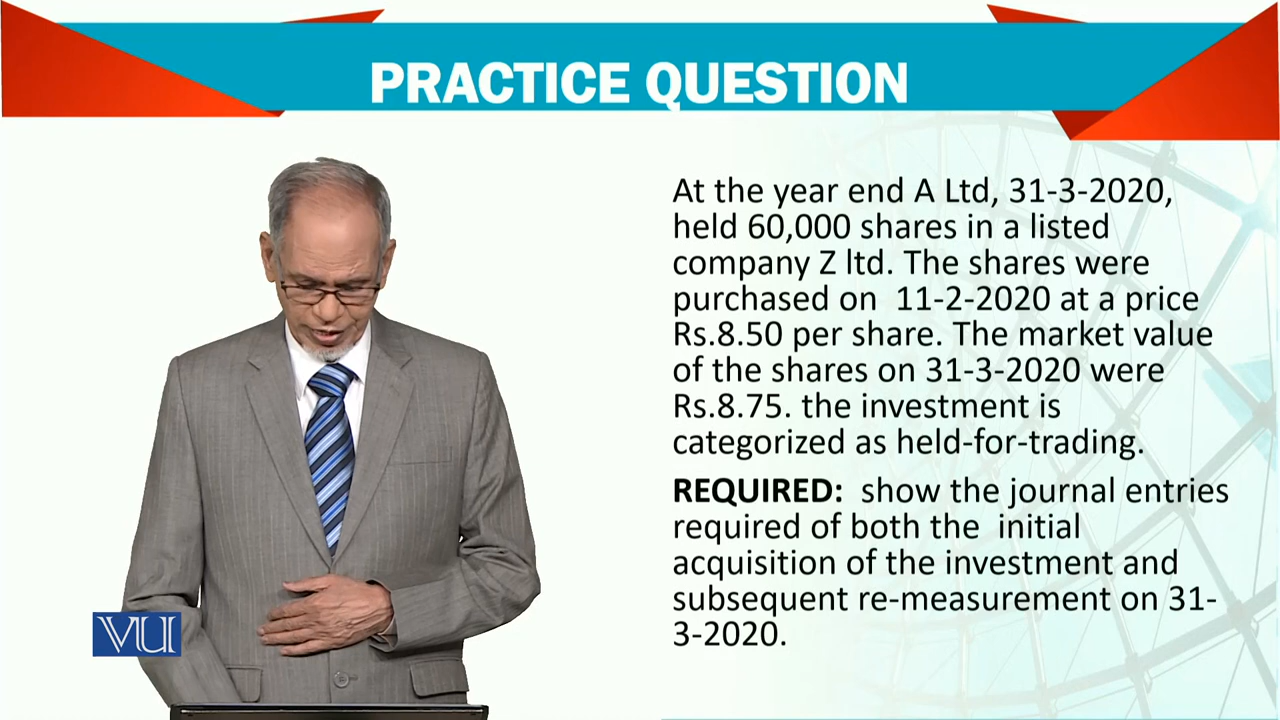 PRACTICE QUESTION
At the year end A Ltd, 31-3-2020,
held 60,000 shares in a listed
company Z ltd. The shares were
purchased on 11-2-2020 at a price
Rs.8.50 per share. The market value
of the shares on 31-3-2020 were
Rs.8.75. the investment is
categorized as held-for-trading.
REQUIRED: show the journal entries
required of both the initial
acquisition of the investment and
subsequent re-measurement on 31-
3-2020.
VU